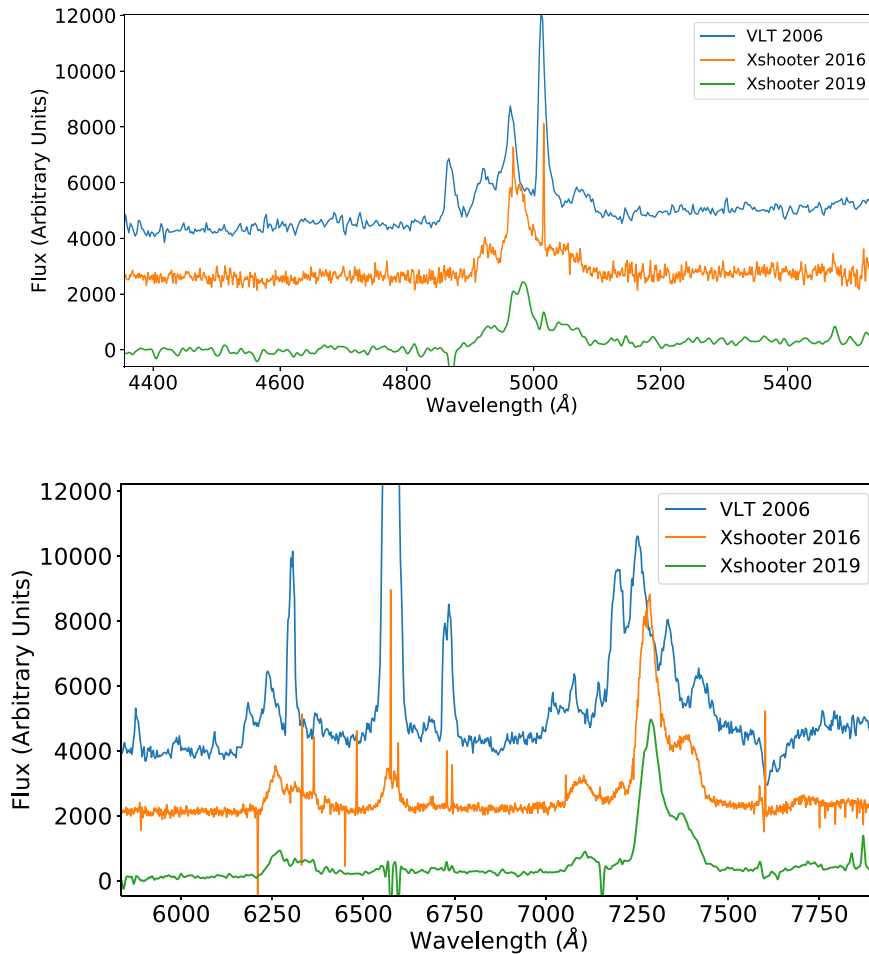 12000
10000
8000
6000
4000
2000
0
Flux (Arbitrary Units)
VLT 2006
Xshooter 2016
Xshooter 2019
4400 4600 4800 5000 5200 5400
Wavelength (Å)
12000
10000
8000
6000
4000
2000
0
Flux (Arbitrary Units)
VLT 2006
Xshooter 2016
Xshooter 2019
6000 6250 6500 6750 7000 7250 7500 7750
Wavelength (Å)